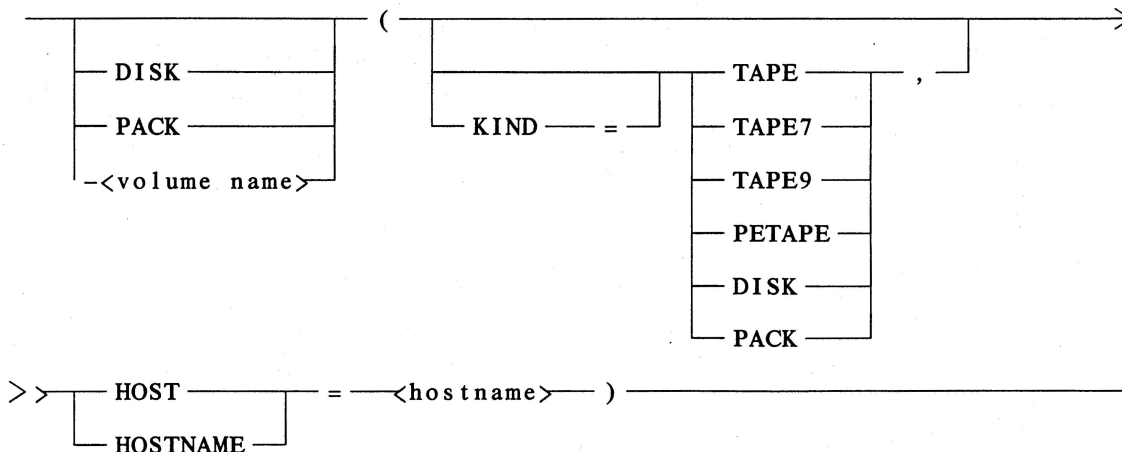 (
DISK TAPE ,
PACK KIND = TAPE7
-<volume name> TAPE9
PETAPE
DISK
PACK
>> HOST = <hostname> )
HOSTNAME